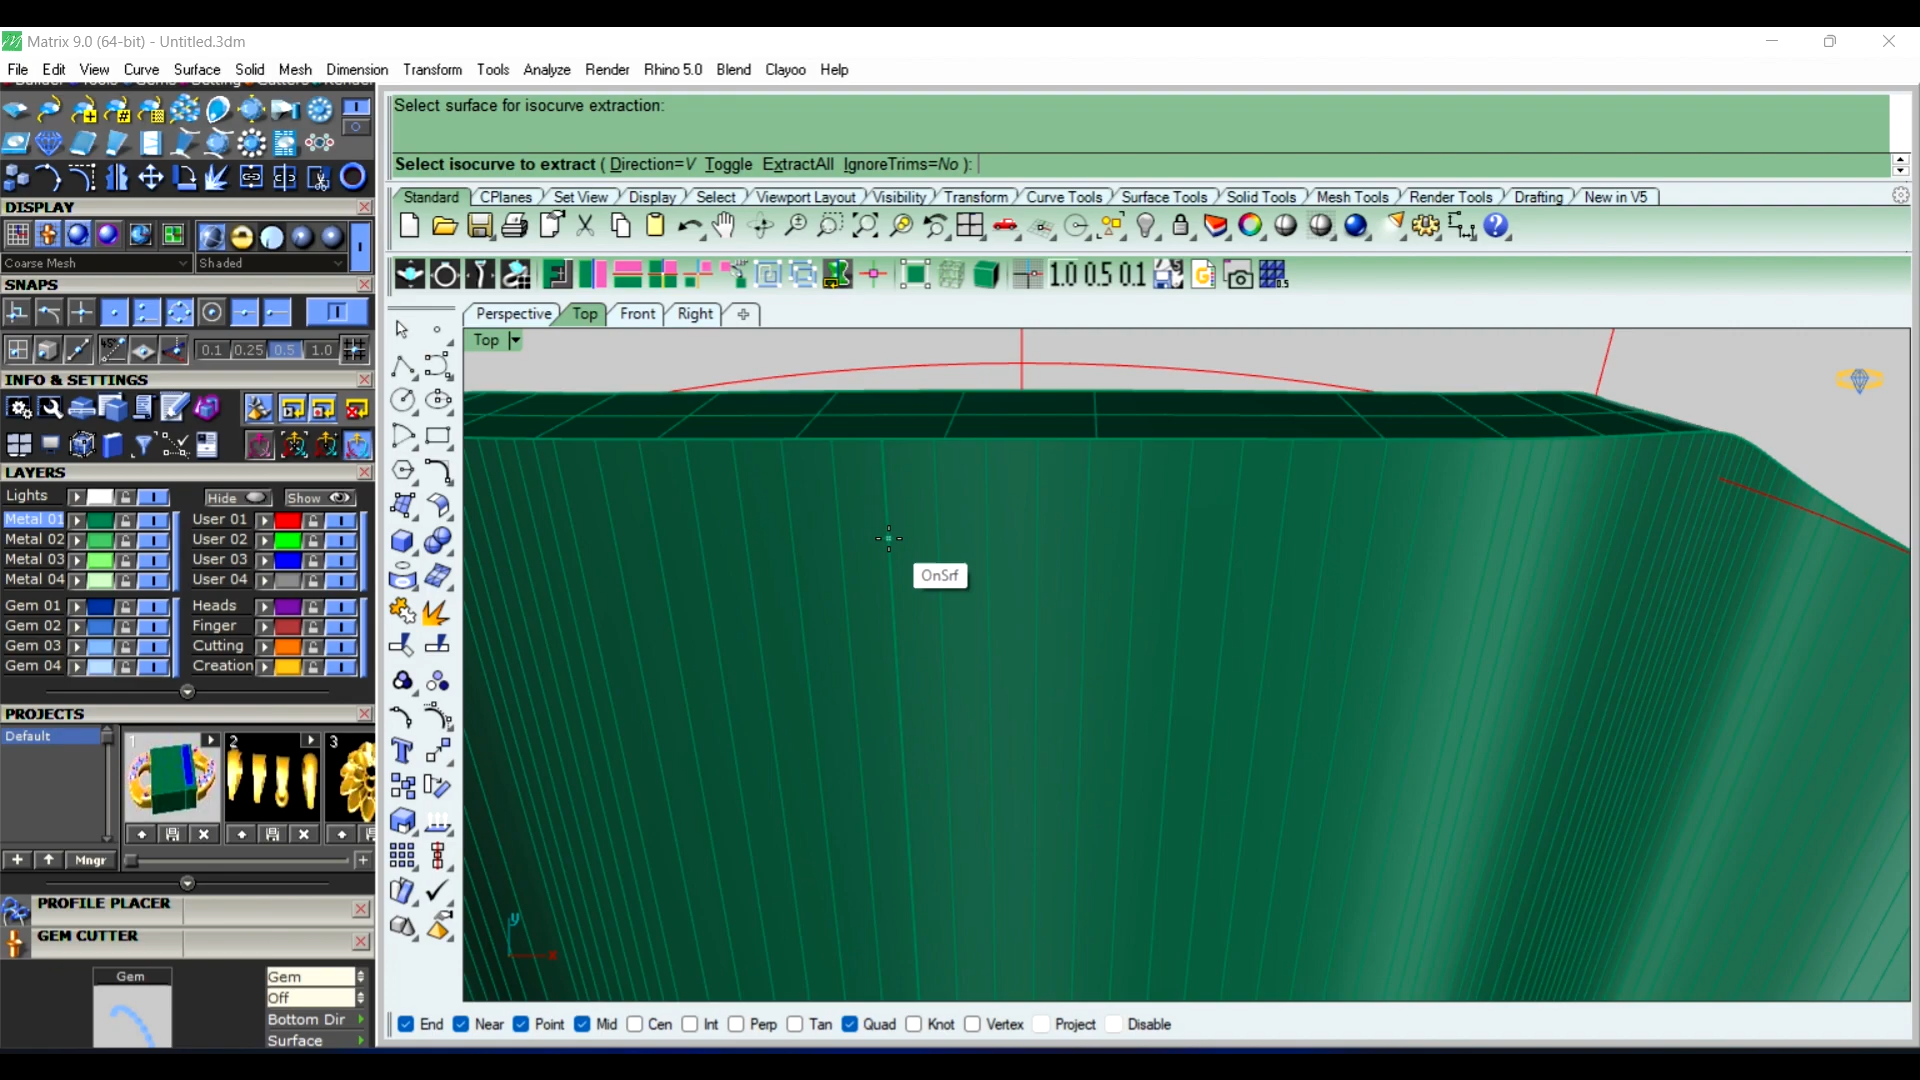 Matrix 9.0 (64-bit) - Untitled.3dm
File Edit View Curve Surface Solid Mesh Dimension Transform Tools Analyze Render Rhino 5.0 Blend Clayoo Help
Select surface for isocurve extraction:
Select isocurve to extract ( Direction=V Toggle ExtractAll IgnoreTrims=No ):
Standard CPlanes Set View Display Select Viewport Layout Visibility Transform Curve Tools Surface Tools Solid Tools Mesh Tools Render Tools Drafting New in V5
1.0 0.5 0.1
Perspective Top Front Right
Top
OnSrf
y
x
End Near Point Mid Cen Int Perp Tan Quad Knot Vertex Project Disable
DISPLAY
Coarse Mesh Shaded
SNAPS
45° 0.1 0.25 0.5 1.0
INFO & SETTINGS
LAYERS
Lights Hide Show
Metal 01 User 01
Metal 02 User 02
Metal 03 User 03
Metal 04 User 04
Gem 01 Heads
Gem 02 Finger
Gem 03 Cutting
Gem 04 Creation
PROJECTS
Default
1 2 3
Mngr
PROFILE PLACER
GEM CUTTER
Gem
Gem
Off
Bottom Dir
Surface